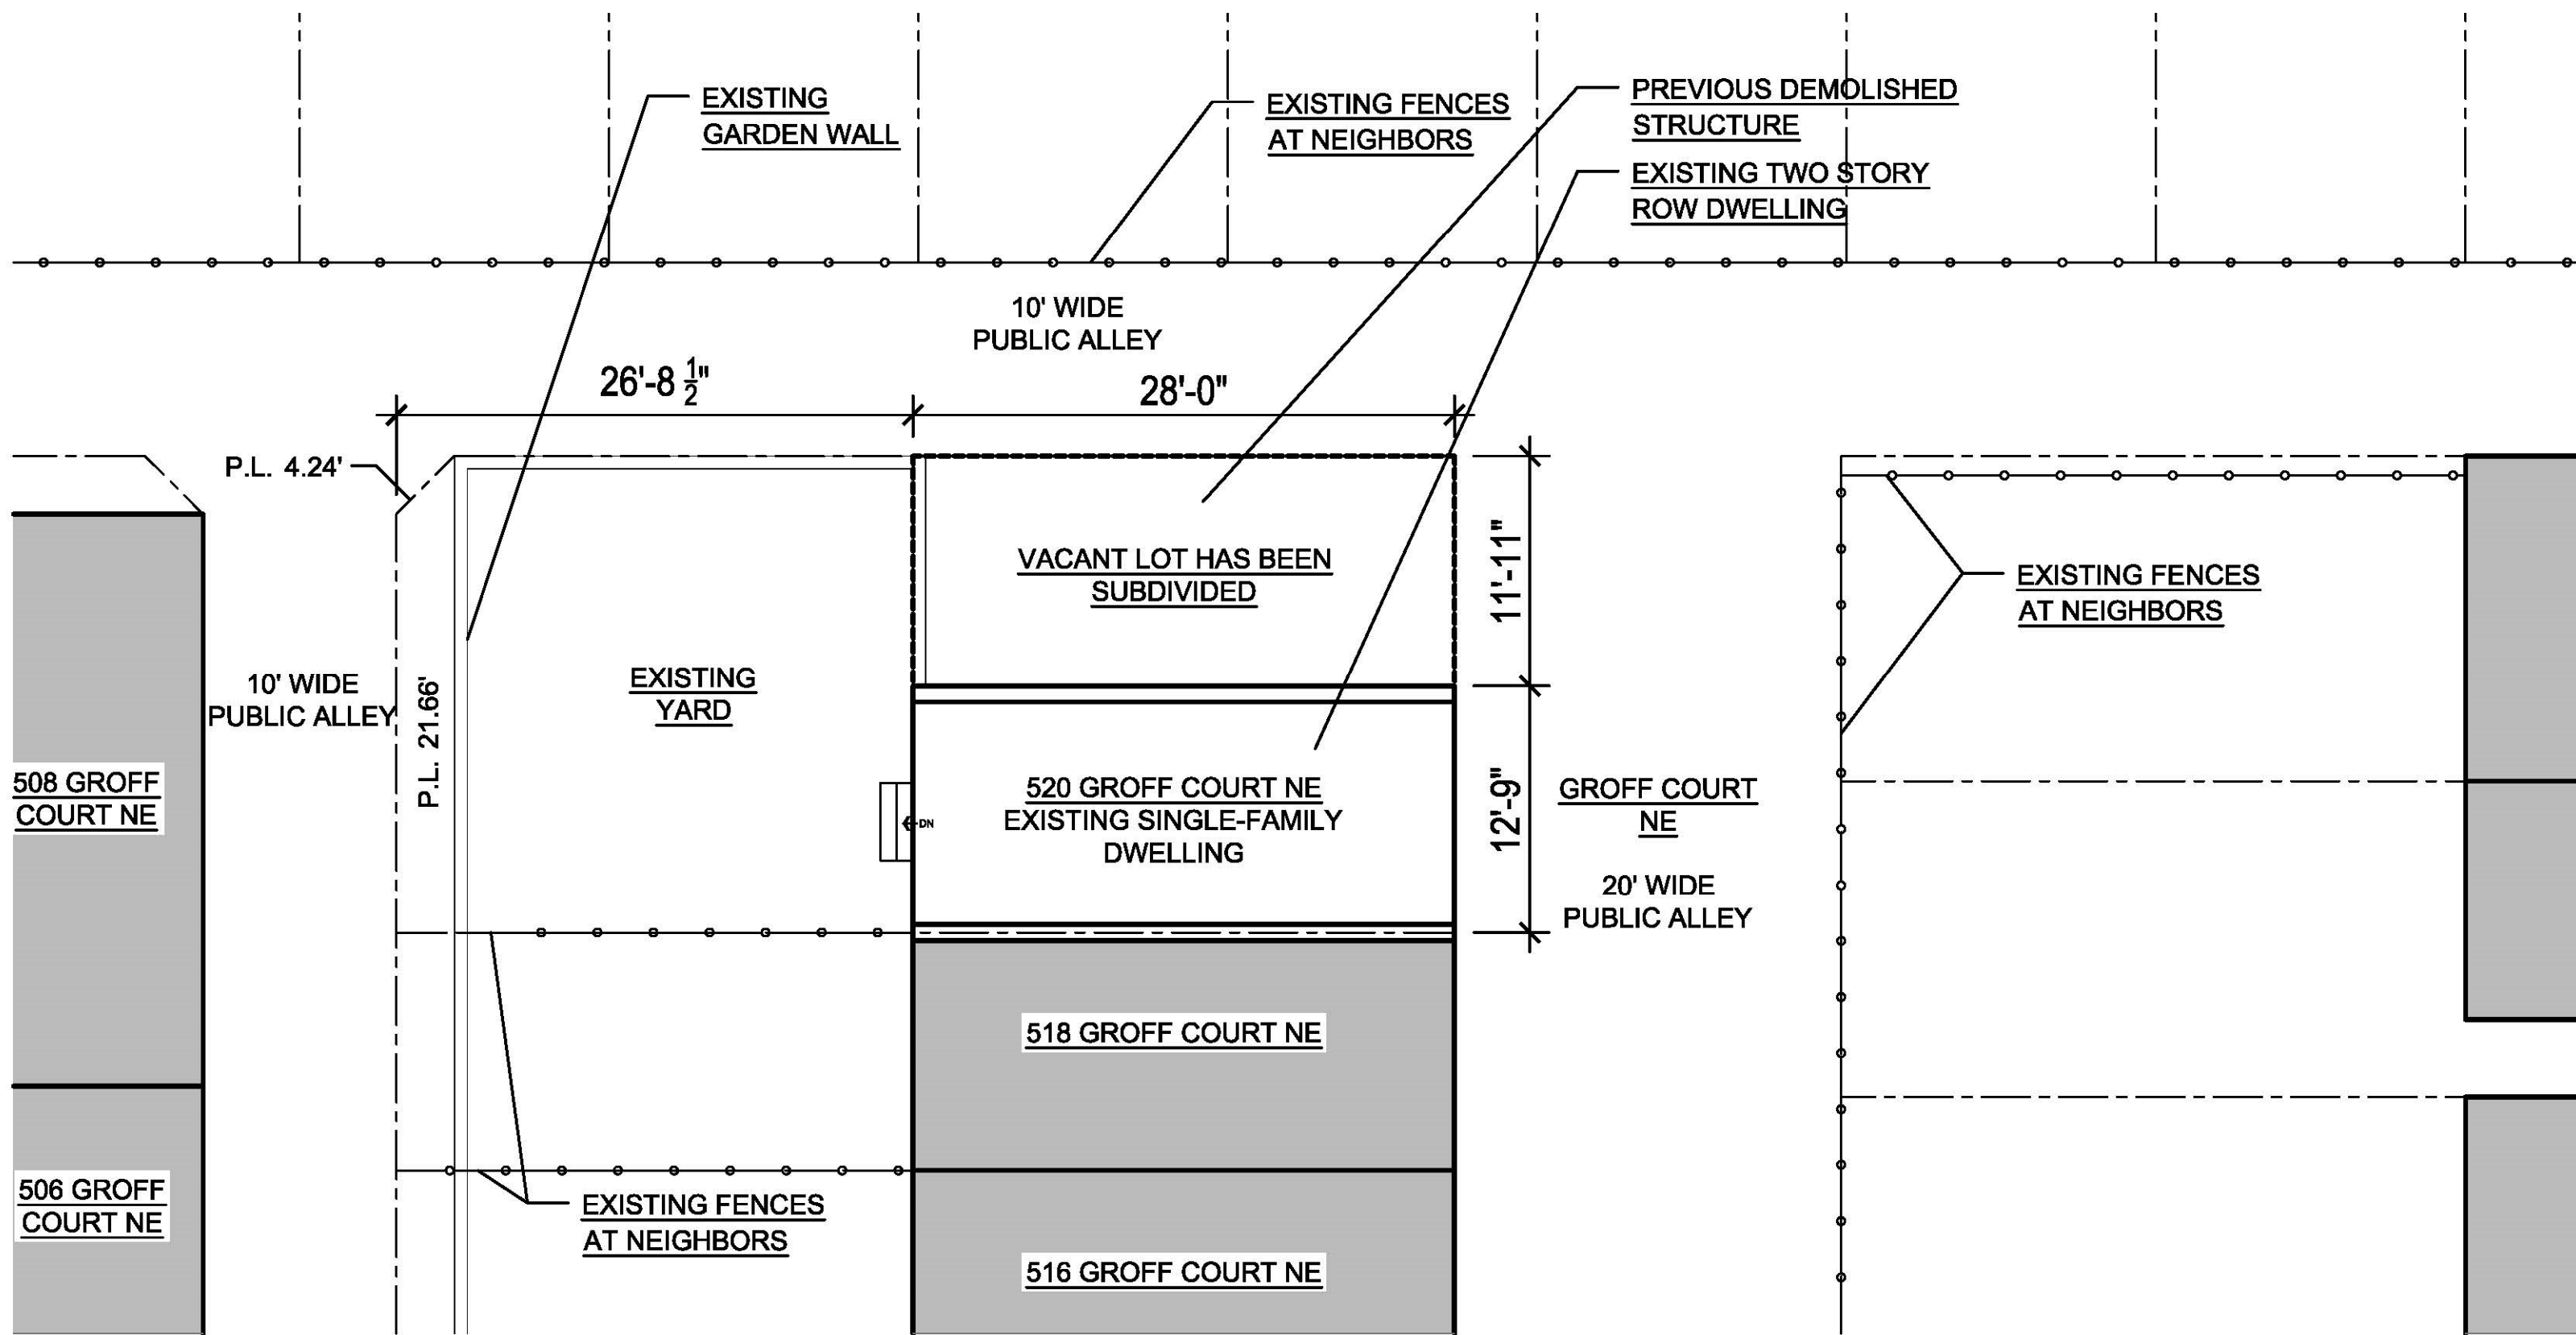 EXISTING
GARDEN WALL
EXISTING FENCES
AT NEIGHBORS
PREVIOUS DEMOLISHED
STRUCTURE
EXISTING TWO STORY
ROW DWELLING
10' WIDE
PUBLIC ALLEY
26'-8 1/2"
28'-0"
P.L. 4.24'
VACANT LOT HAS BEEN
SUBDIVIDED
11'-11"
EXISTING FENCES
AT NEIGHBORS
10' WIDE
PUBLIC ALLEY
P.L. 21.66'
EXISTING
YARD
508 GROFF
COURT NE
DN
520 GROFF COURT NE
EXISTING SINGLE-FAMILY
DWELLING
12'-9"
GROFF COURT
NE
20' WIDE
PUBLIC ALLEY
518 GROFF COURT NE
506 GROFF
COURT NE
EXISTING FENCES
AT NEIGHBORS
516 GROFF COURT NE